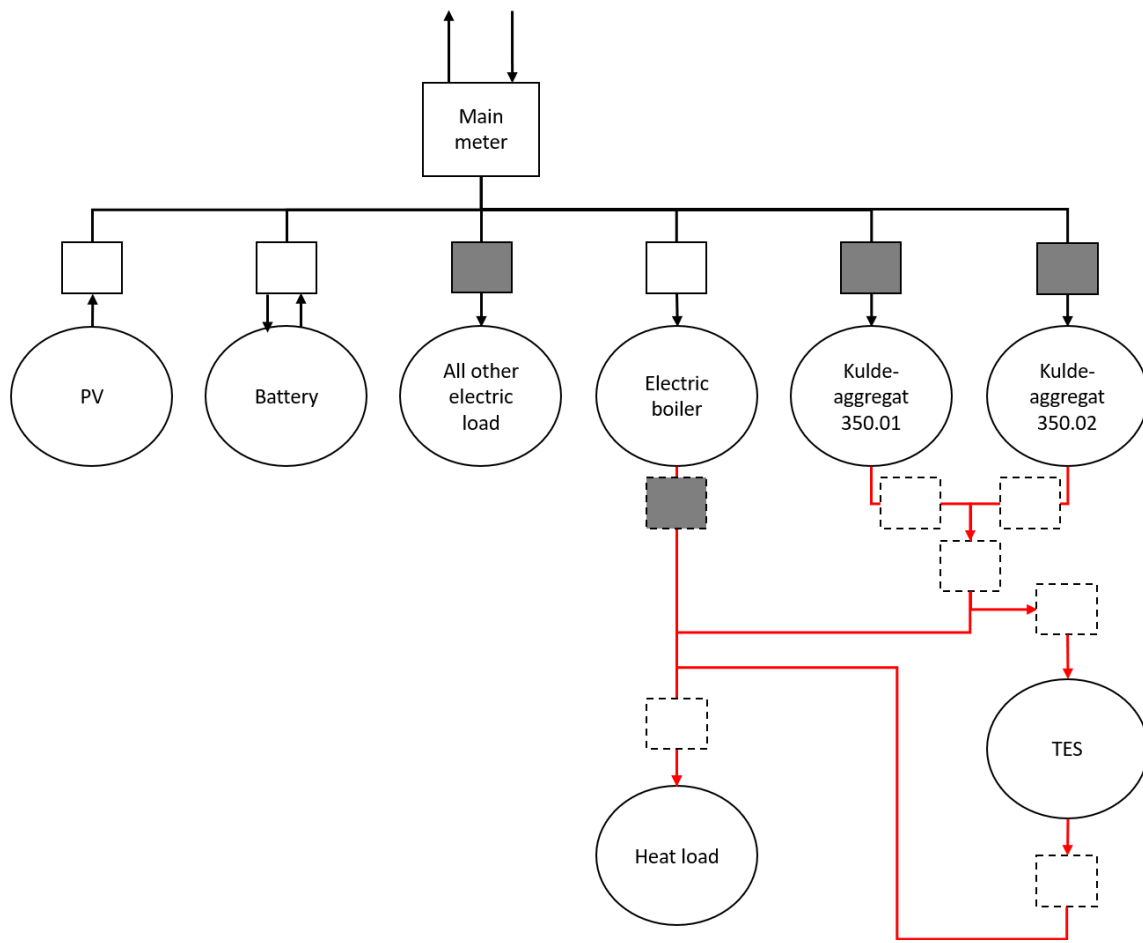 Main
meter
PV
Battery
All other
electric
load
Electric
boiler
Kulde-
aggregat
350.01
Kulde-
aggregat
350.02
TES
Heat load